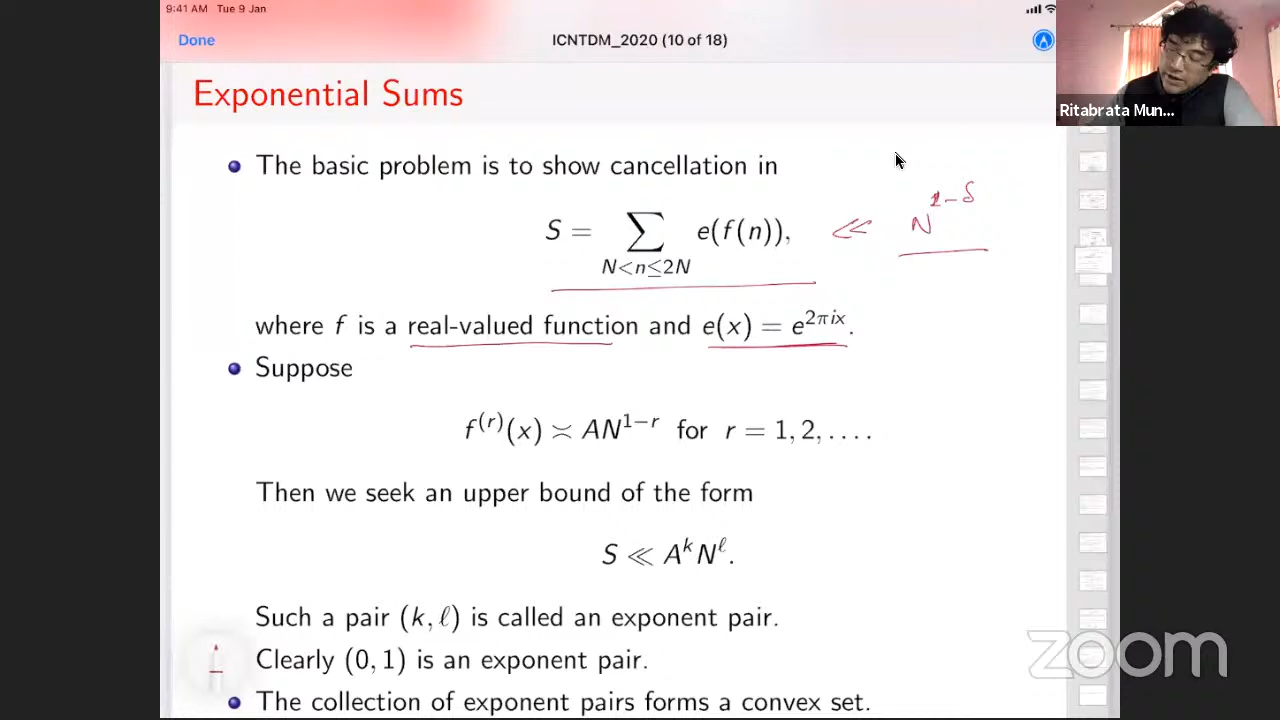 9:41 AM Tue 9 Jan
Done
ICNTDM_2020 (10 of 18)
Ritabrata Mun...
Exponential Sums
The basic problem is to show cancellation in
S = ∑_{N<n≤2N} e(f(n)), ≪ N^{1-δ}
where f is a real-valued function and e(x) = e^{2πix}.
Suppose
f^{(r)}(x) ≍ AN^{1−r} for r = 1, 2, . . . .
Then we seek an upper bound of the form
S ≪ A^k N^ℓ.
Such a pair (k, ℓ) is called an exponent pair.
Clearly (0, 1) is an exponent pair.
The collection of exponent pairs forms a convex set.
zoom